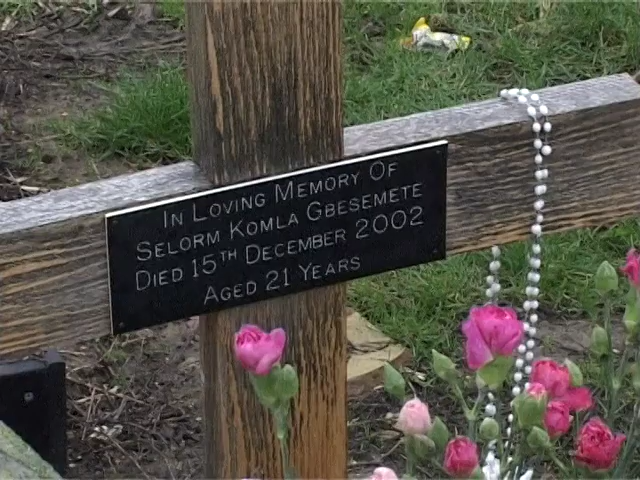 In Loving Memory Of
Selorm Komla Gbesemete
Died 15th December 2002
Aged 21 Years